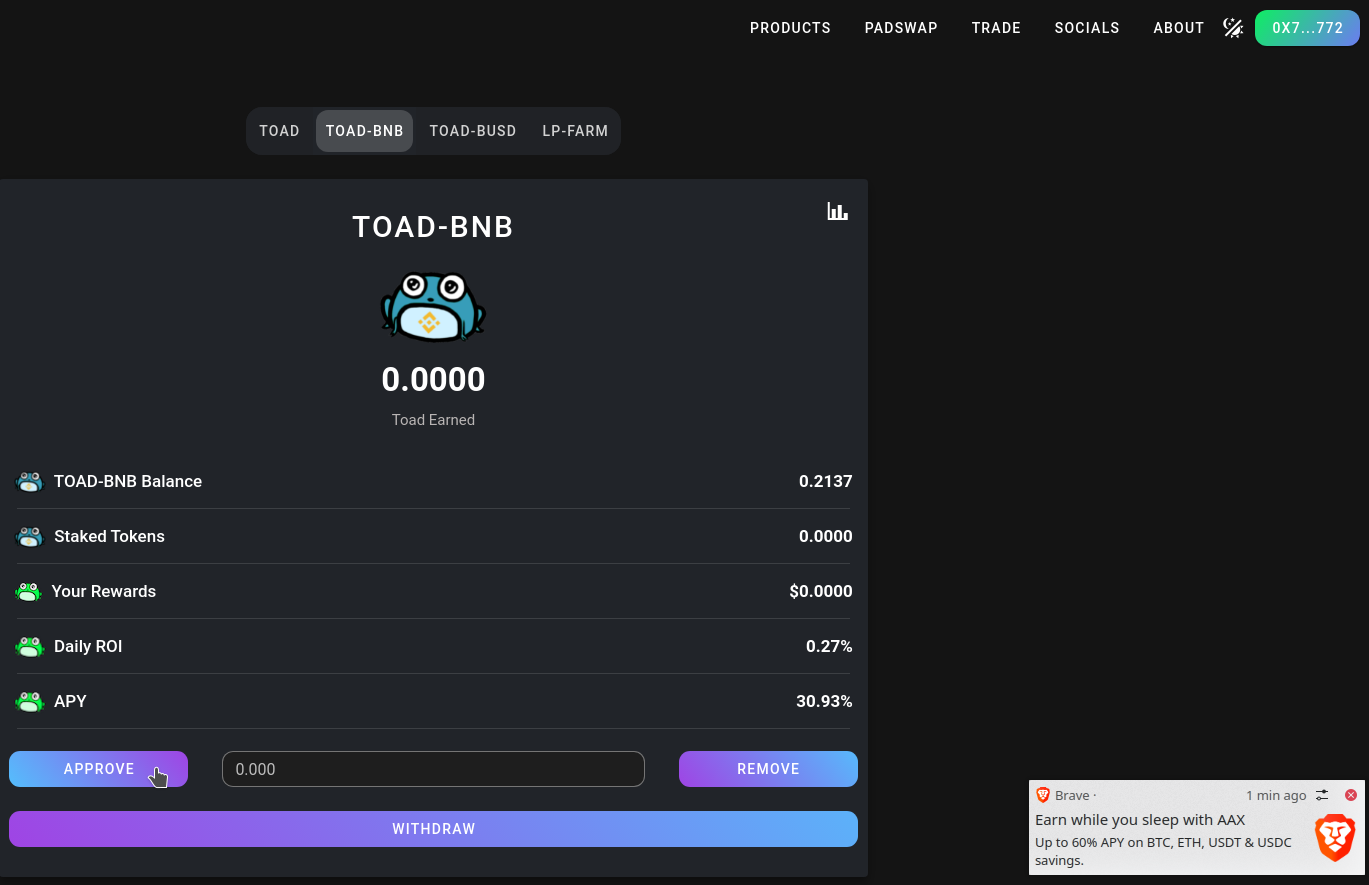 PRODUCTS PADSWAP TRADE SOCIALS ABOUT 0X7...772
TOAD TOAD-BNB TOAD-BUSD LP-FARM
TOAD-BNB
0.0000
Toad Earned
TOAD-BNB Balance 0.2137
Staked Tokens 0.0000
Your Rewards $0.0000
Daily ROI 0.27%
APY 30.93%
APPROVE 0.000 REMOVE
WITHDRAW
Brave · 1 min ago
Earn while you sleep with AAX
Up to 60% APY on BTC, ETH, USDT & USDC
savings.